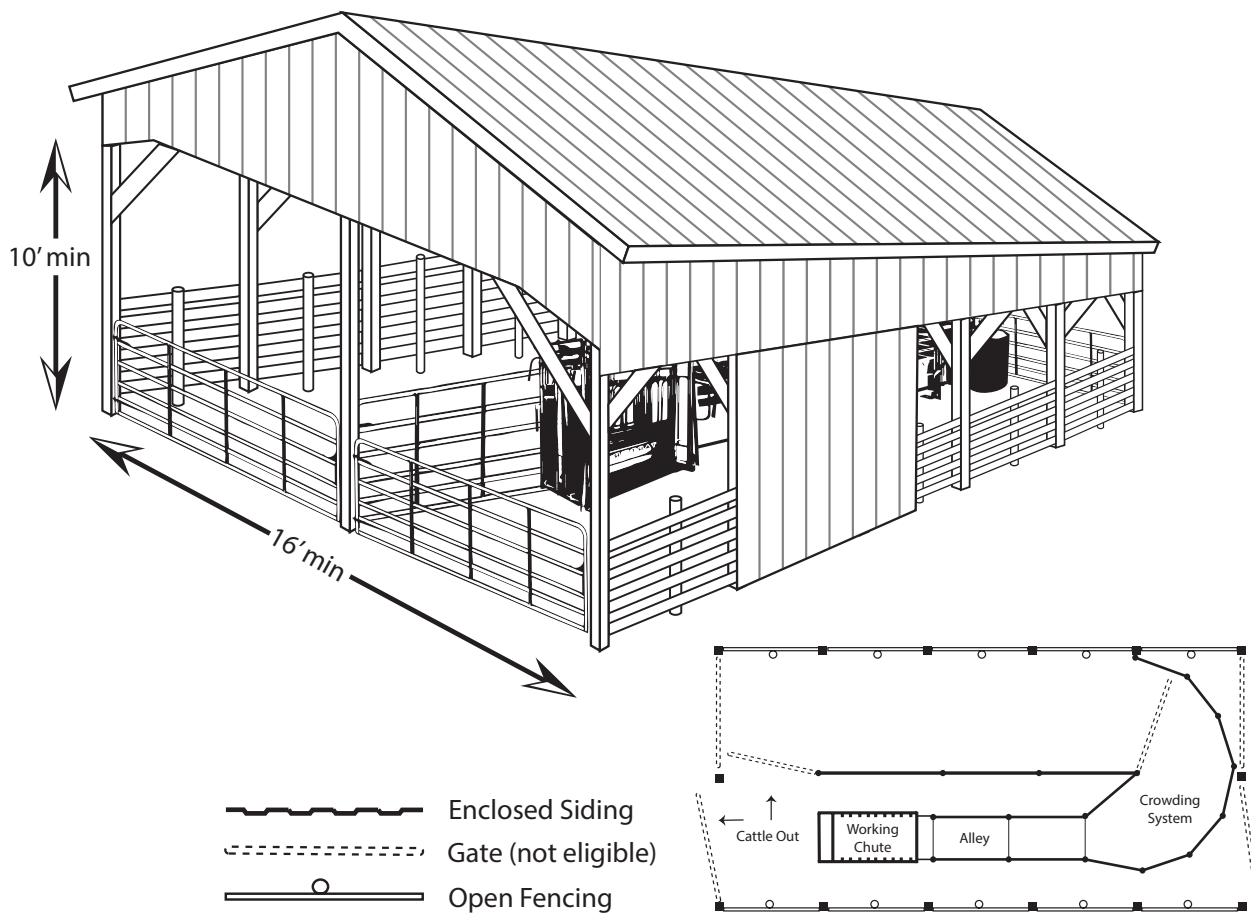 10' min
16' min
Enclosed Siding
Gate (not eligible)
Open Fencing
Cattle Out
Working
Chute
Alley
Crowding
System